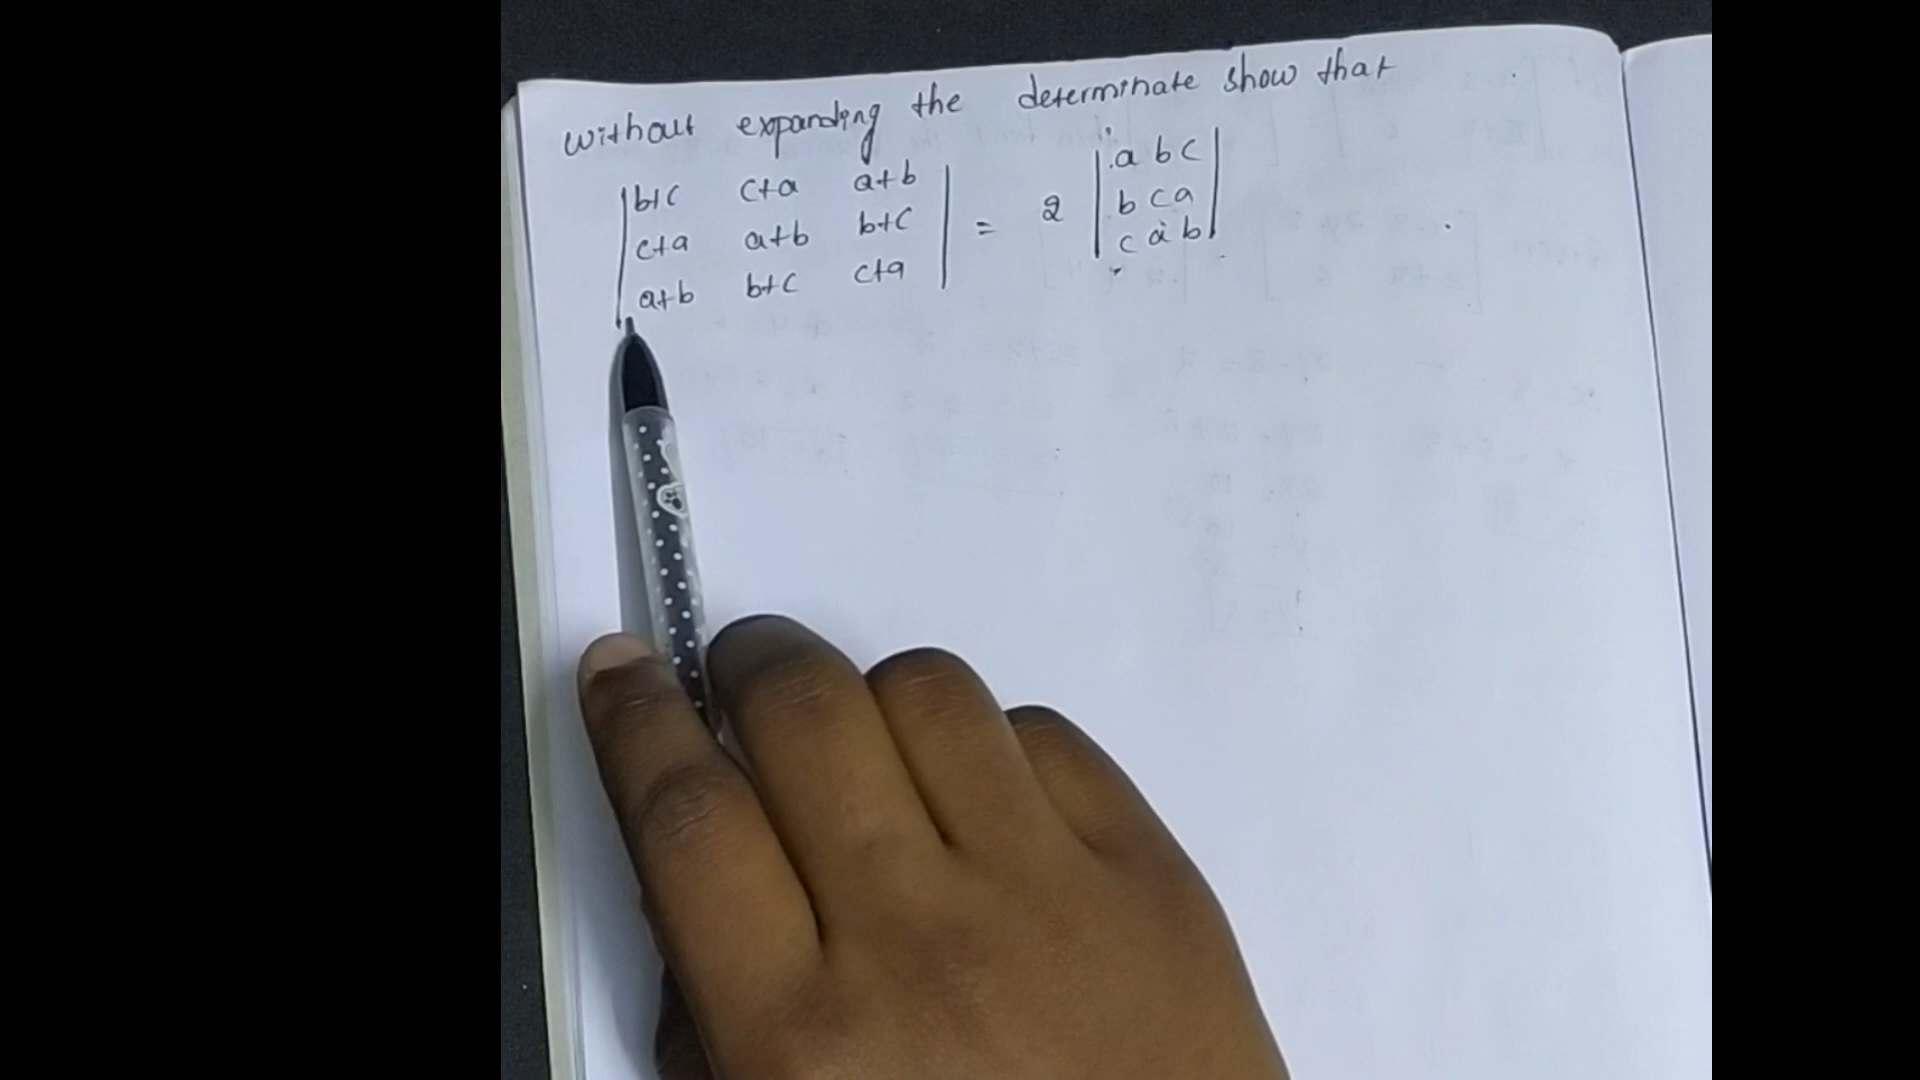 without expanding the determinate show that
|b+c c+a a+b| |a b c|
|c+a a+b b+c| = 2 |b c a|
|a+b b+c c+a| |c a b|